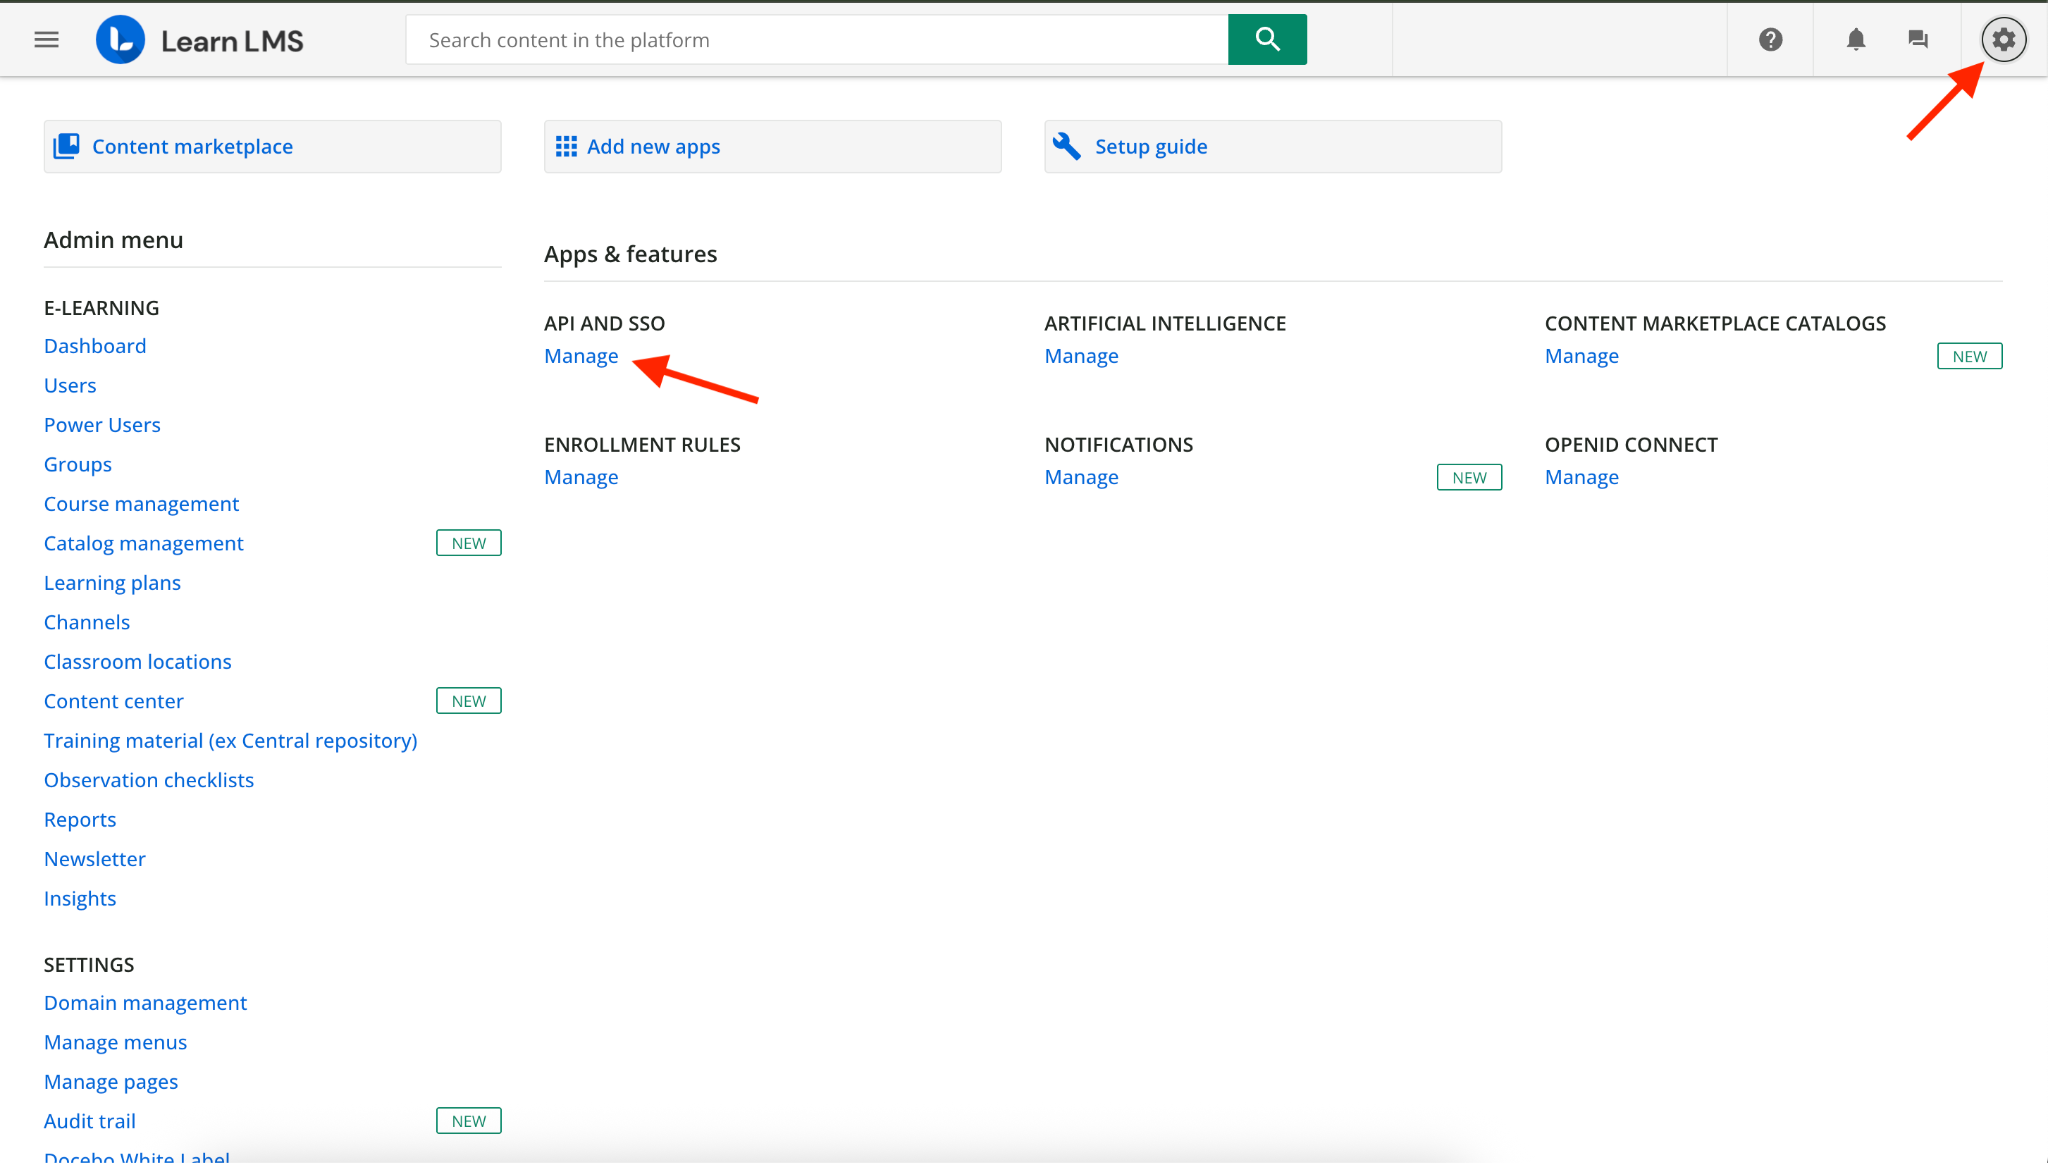 Learn LMS
Search content in the platform
Content marketplace
Add new apps
Setup guide
Admin menu
E-LEARNING
Dashboard
Users
Power Users
Groups
Course management
Catalog management NEW
Learning plans
Channels
Classroom locations
Content center NEW
Training material (ex Central repository)
Observation checklists
Reports
Newsletter
Insights
SETTINGS
Domain management
Manage menus
Manage pages
Audit trail NEW
Docebo White Label
Apps & features
API AND SSO
Manage
ARTIFICIAL INTELLIGENCE
Manage
CONTENT MARKETPLACE CATALOGS
Manage NEW
ENROLLMENT RULES
Manage
NOTIFICATIONS
Manage NEW
OPENID CONNECT
Manage